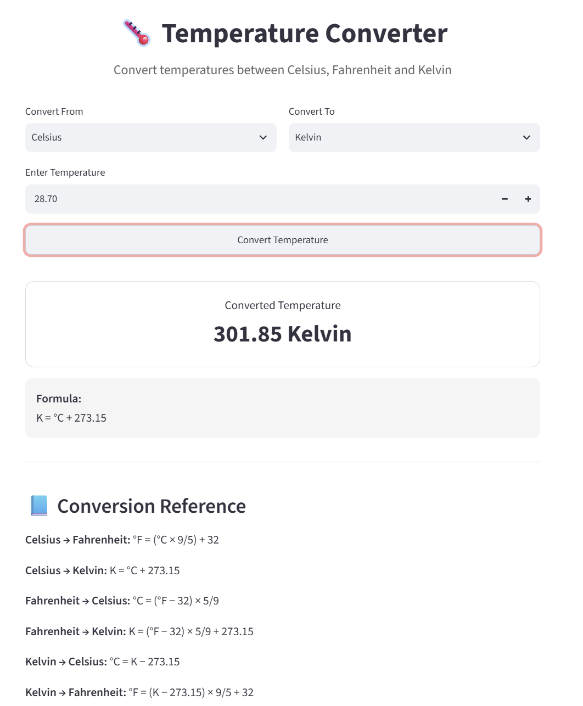 Temperature Converter
Convert temperatures between Celsius, Fahrenheit and Kelvin
Convert From
Convert To
Celsius
Kelvin
Enter Temperature
28.70
Convert Temperature
Converted Temperature
301.85 Kelvin
Formula:
K = °C + 273.15
Conversion Reference
Celsius → Fahrenheit: °F = (°C × 9/5) + 32
Celsius → Kelvin: K = °C + 273.15
Fahrenheit → Celsius: °C = (°F − 32) × 5/9
Fahrenheit → Kelvin: K = (°F − 32) × 5/9 + 273.15
Kelvin → Celsius: °C = K − 273.15
Kelvin → Fahrenheit: °F = (K − 273.15) × 9/5 + 32